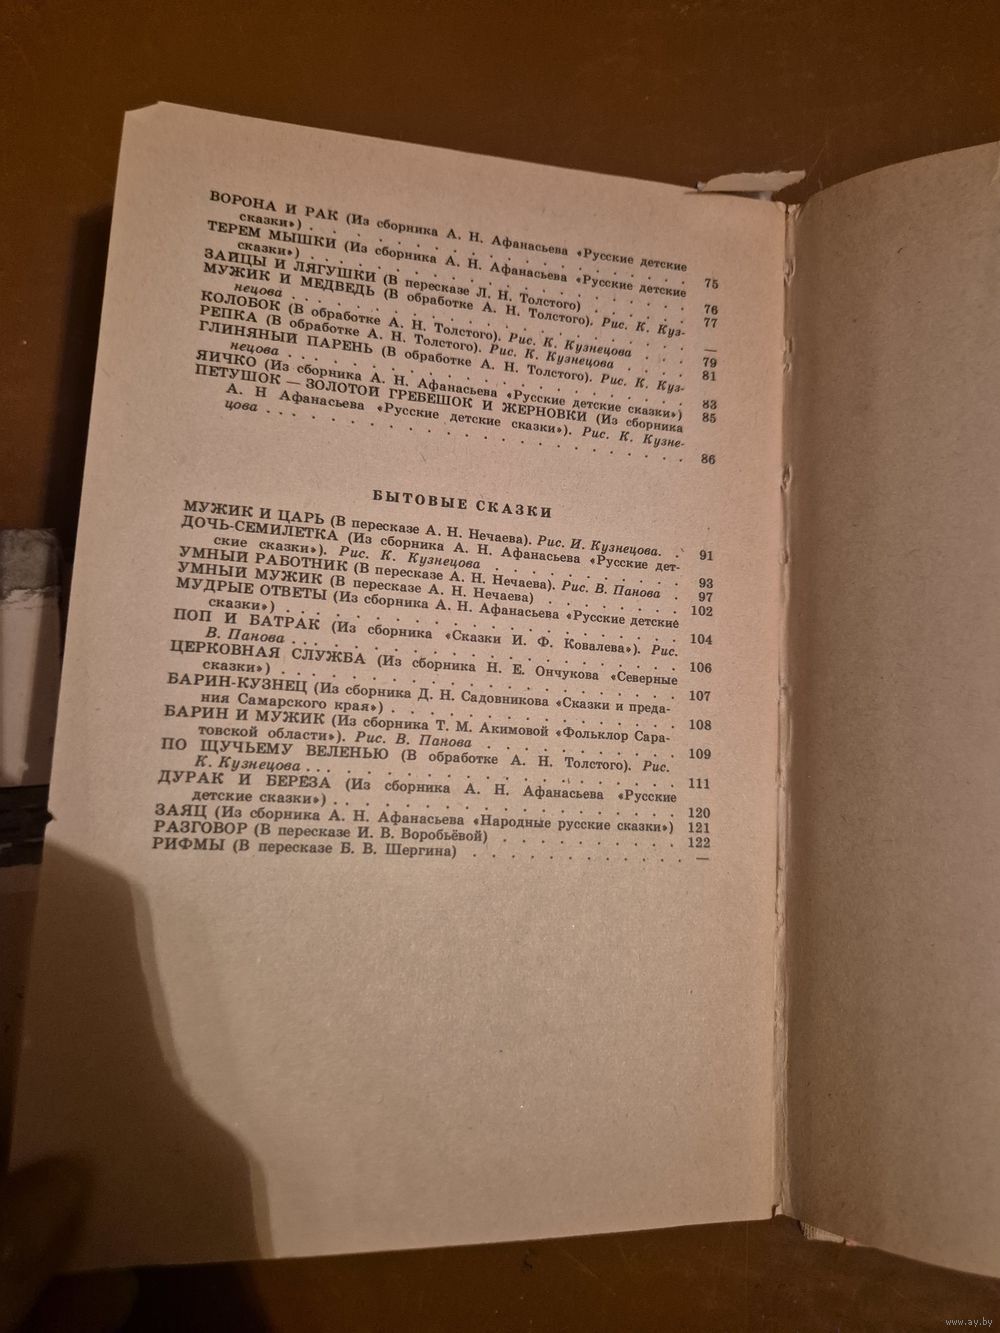 ВОРОНА И РАК (Из сборника А. Н. Афанасьева «Русские детские
сказки») . . . . . . . . . . . . . . . . 75
ТЕРЕМ МЫШКИ (Из сборника А. Н. Афанасьева «Русские детские
сказки») . . . . . . . . . . . . . . . . 76
ЗАЙЦЫ И ЛЯГУШКИ (В пересказе Л. Н. Толстого) . . . . . . 77
МУЖИК И МЕДВЕДЬ (В обработке А. Н. Толстого). Рис. К. Куз-
нецова . . . . . . . . . . . . . . . . —
КОЛОБОК (В обработке А. Н. Толстого). Рис. К. Кузнецова . . . 79
РЕПКА (В обработке А. Н. Толстого). Рис. К. Кузнецова . . . . 81
ГЛИНЯНЫЙ ПАРЕНЬ (В обработке А. Н. Толстого). Рис. К. Куз-
нецова . . . . . . . . . . . . . . . . 83
ЯИЧКО (Из сборника А. Н. Афанасьева «Русские детские сказки») 85
ПЕТУШОК — ЗОЛОТОЙ ГРЕБЕШОК И ЖЕРНОВКИ (Из сборника
А. Н Афанасьева «Русские детские сказки»). Рис. К. Кузне-
цова . . . . . . . . . . . . . . . . 86
БЫТОВЫЕ СКАЗКИ
МУЖИК И ЦАРЬ (В пересказе А. Н. Нечаева). Рис. И. Кузнецова. . 91
ДОЧЬ-СЕМИЛЕТКА (Из сборника А. Н. Афанасьева «Русские дет-
ские сказки»). Рис. К. Кузнецова . . . . . . . . . . 93
УМНЫЙ РАБОТНИК (В пересказе А. Н. Нечаева). Рис. В. Панова . 97
УМНЫЙ МУЖИК (В пересказе А. Н. Нечаева) . . . . . . . . 102
МУДРЫЕ ОТВЕТЫ (Из сборника А. Н. Афанасьева «Русские детские
сказки») . . . . . . . . . . . . . . . . 104
ПОП И БАТРАК (Из сборника «Сказки И. Ф. Ковалева»). Рис.
В. Панова . . . . . . . . . . . . . . . . 106
ЦЕРКОВНАЯ СЛУЖБА (Из сборника Н. Е. Ончукова «Северные
сказки») . . . . . . . . . . . . . . . . 107
БАРИН-КУЗНЕЦ (Из сборника Д. Н. Садовникова «Сказки и преда-
ния Самарского края») . . . . . . . . . . . . . 108
БАРИН И МУЖИК (Из сборника Т. М. Акимовой «Фольклор Сара-
товской области»). Рис. В. Панова . . . . . . . . . . 109
ПО ЩУЧЬЕМУ ВЕЛЕНЬЮ (В обработке А. Н. Толстого). Рис.
К. Кузнецова . . . . . . . . . . . . . . . . 111
ДУРАК И БЕРЕЗА (Из сборника А. Н. Афанасьева «Русские
детские сказки») . . . . . . . . . . . . . . . 120
ЗАЯЦ (Из сборника А. Н. Афанасьева «Народные русские сказки») 121
РАЗГОВОР (В пересказе И. В. Воробьёвой) . . . . . . . . . . 122
РИФМЫ (В пересказе Б. В. Шергина) . . . . . . . . . . . —
www.ay.by